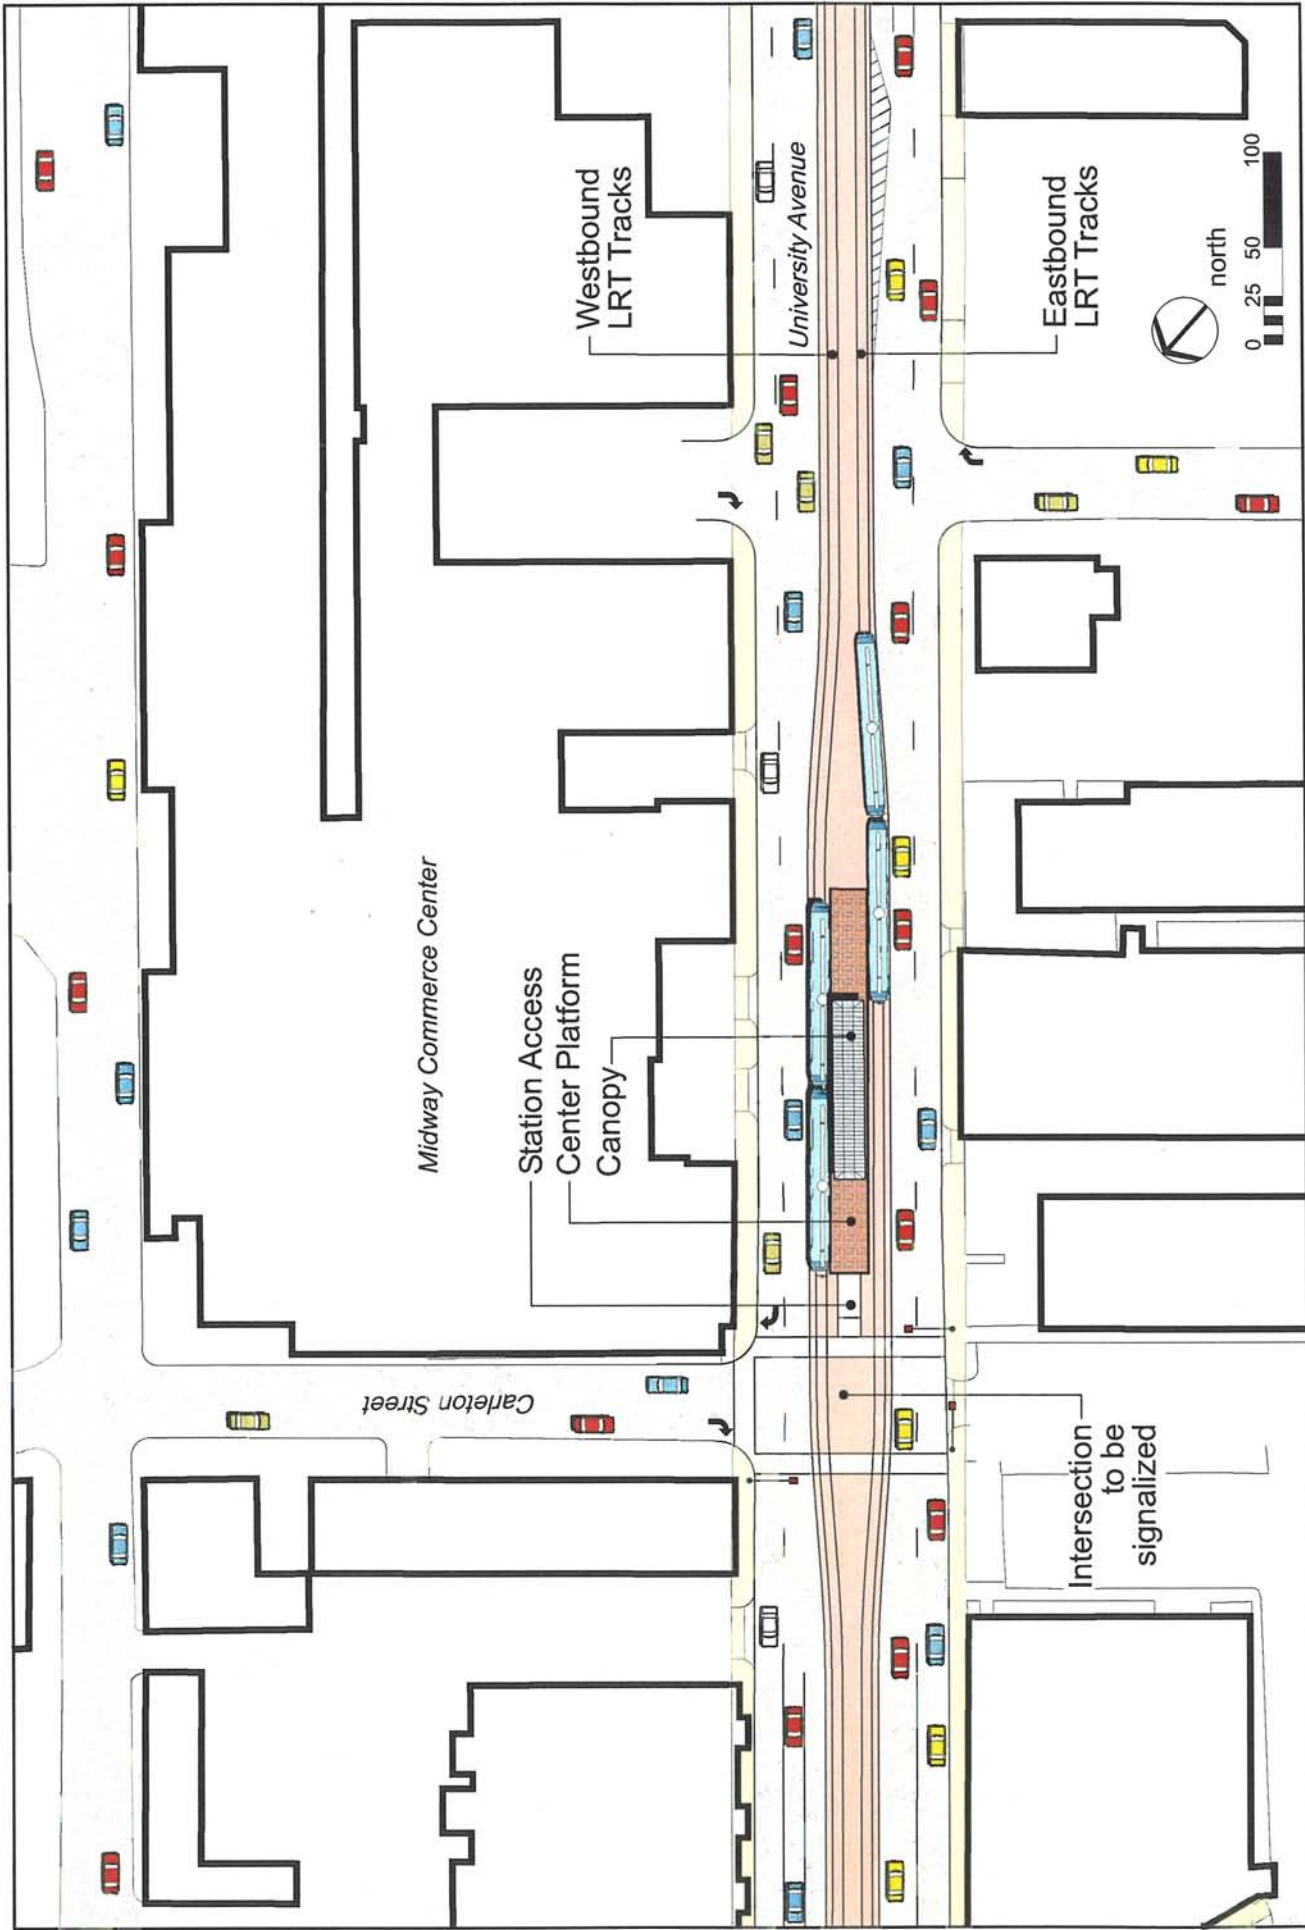 Carleton Street
Midway Commerce Center
Station Access
Center Platform
Canopy
Westbound
LRT Tracks
University Avenue
Intersection
to be
signalized
Eastbound
LRT Tracks
north
0 25 50 100